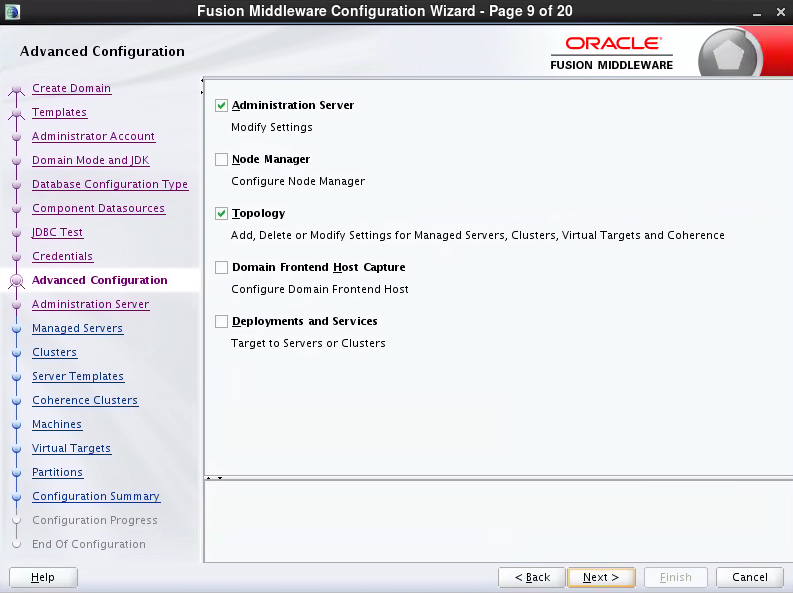 Fusion Middleware Configuration Wizard - Page 9 of 20
Advanced Configuration
ORACLE
FUSION MIDDLEWARE
Create Domain
Templates
Administrator Account
Domain Mode and JDK
Database Configuration Type
Component Datasources
JDBC Test
Credentials
Advanced Configuration
Administration Server
Managed Servers
Clusters
Server Templates
Coherence Clusters
Machines
Virtual Targets
Partitions
Configuration Summary
Configuration Progress
End Of Configuration
Administration Server
Modify Settings
Node Manager
Configure Node Manager
Topology
Add, Delete or Modify Settings for Managed Servers, Clusters, Virtual Targets and Coherence
Domain Frontend Host Capture
Configure Domain Frontend Host
Deployments and Services
Target to Servers or Clusters
Help
< Back
Next >
Finish
Cancel